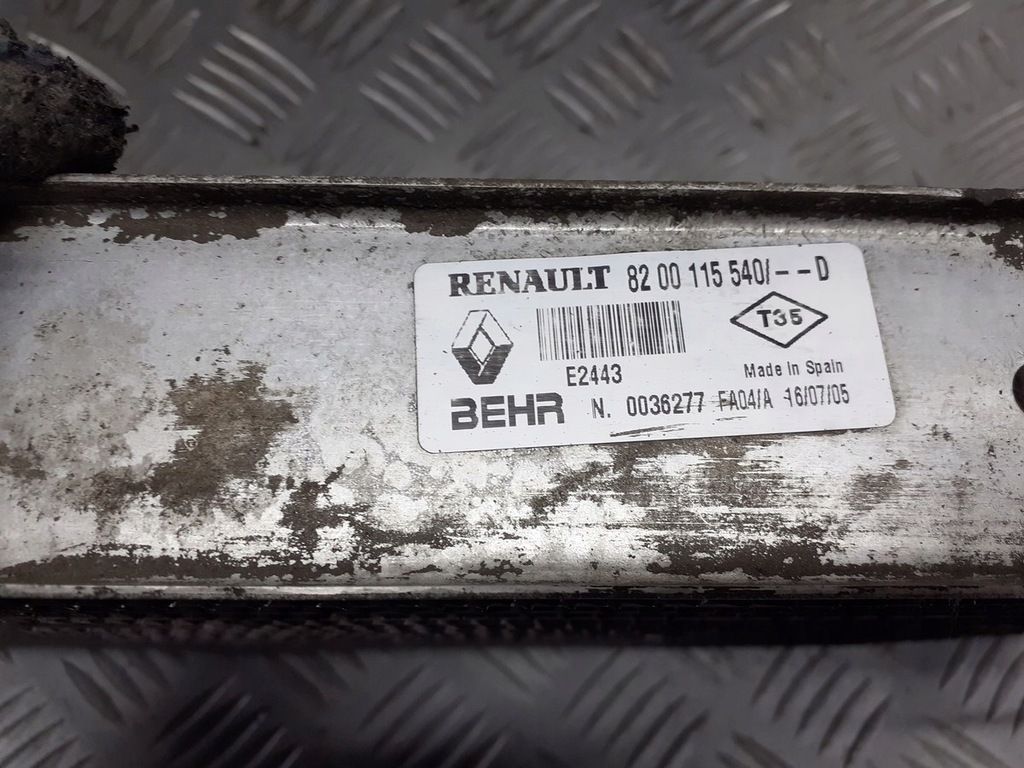 RENAULT 82 00 115 540/--D
T35
E2443
Made In Spain
BEHR N. 0036277 FA04/A 16/07/05